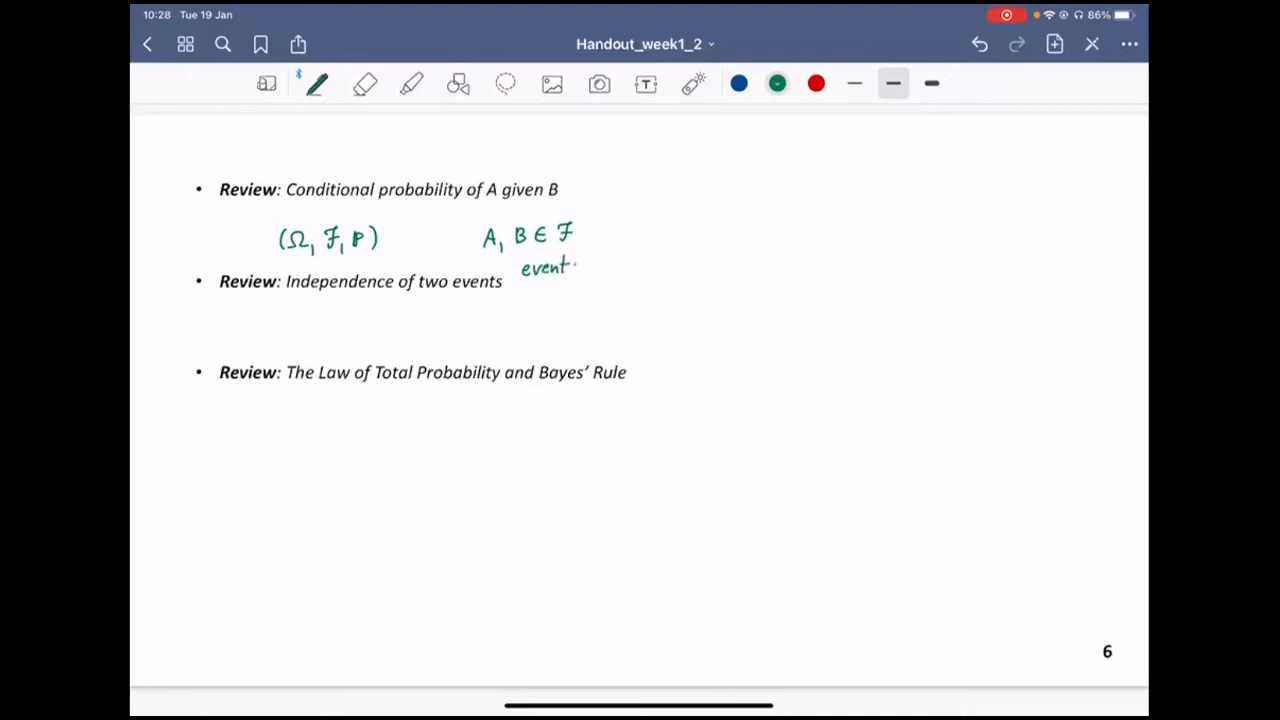 10:28 Tue 19 Jan 86%
Handout_week1_2
T
• Review: Conditional probability of A given B
(Ω, ℱ, ℙ) A, B ∈ ℱ
event
• Review: Independence of two events
• Review: The Law of Total Probability and Bayes’ Rule
6